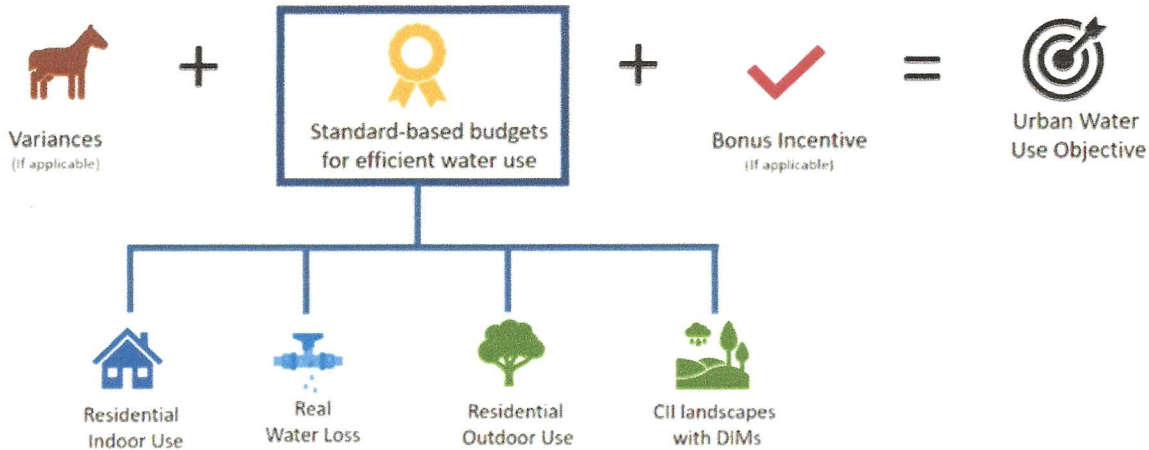 +
+
=
Variances
(If applicable)
Standard-based budgets
for efficient water use
Bonus Incentive
(If applicable)
Urban Water
Use Objective
Residential
Indoor Use
Real
Water Loss
Residential
Outdoor Use
CII landscapes
with DIMs